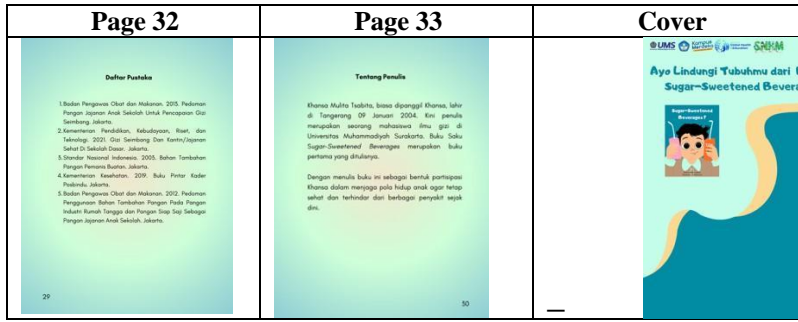 Page 32
Page 33
Cover
Daftar Pustaka
1. Badan Pengawas Obat dan Makanan. 2013. Pedoman
Pangan Jajanan Anak Sekolah Untuk Pencapaian Gizi
Seimbang. Jakarta.
2. Kementerian Pendidikan, Kebudayaan, Riset, dan
Teknologi. 2021. Gizi Seimbang Dan Kantin/Jajanan
Sehat Di Sekolah Dasar. Jakarta.
3. Standar Nasional Indonesia. 2005. Bahan Tambahan
Pangan Pemanis Buatan. Jakarta.
4. Kementerian Kesehatan. 2019. Buku Pintar Kader
Posbindu. Jakarta.
5. Badan Pengawas Obat dan Makanan. 2012. Pedoman
Penggunaan Bahan Tambahan Pangan Pada Pangan
Industri Rumah Tangga dan Pangan Siap Saji Sebagai
Pangan Jajanan Anak Sekolah. Jakarta.
29
Tentang Penulis
Khansa Mulita Tsabita, biasa dipanggil Khansa, lahir
di Tangerang 09 Januari 2004. Kini penulis
merupakan seorang mahasiswa ilmu gizi di
Universitas Muhammadiyah Surakarta. Buku Saku
Sugar-Sweetened Beverages merupakan buku
pertama yang ditulisnya.
Dengan menulis buku ini sebagai bentuk partisipasi
Khansa dalam menjaga pola hidup anak agar tetap
sehat dan terhindar dari berbagai penyakit sejak
dini.
30
UMS
Ayo Lindungi Tubuhmu dari
Sugar-Sweetened Bevera
Sugar-Sweetened
Beverages?